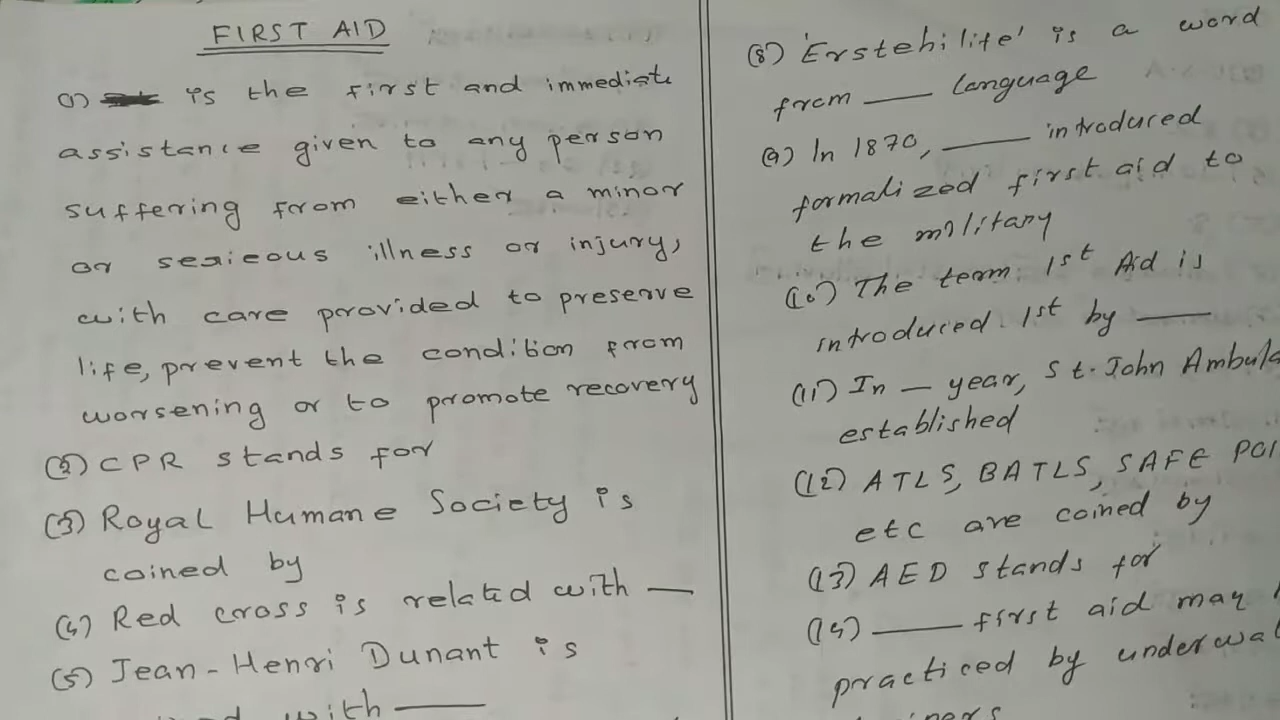 FIRST AID
(1) is the first and immediate
assistance given to any person
suffering from either a minor
or serieous illness or injury,
with care provided to preserve
life, prevent the condition from
worsening or to promote recovery
(2) CPR stands for
(3) Royal Humane Society is
coined by
(4) Red cross is related with —
(5) Jean-Henri Dunant is
with ——
(8) 'Erstehilite' is a word
from —— language
(9) In 1870, —— introduced
formalized first aid to
the military
(10) The term 1st Aid is
introduced 1st by ——
(11) In — year, St. John Ambula
established
(12) ATLS, BATLS, SAFE POI
etc are coined by
(13) AED stands for
(14) —— first aid may
practiced by underwa